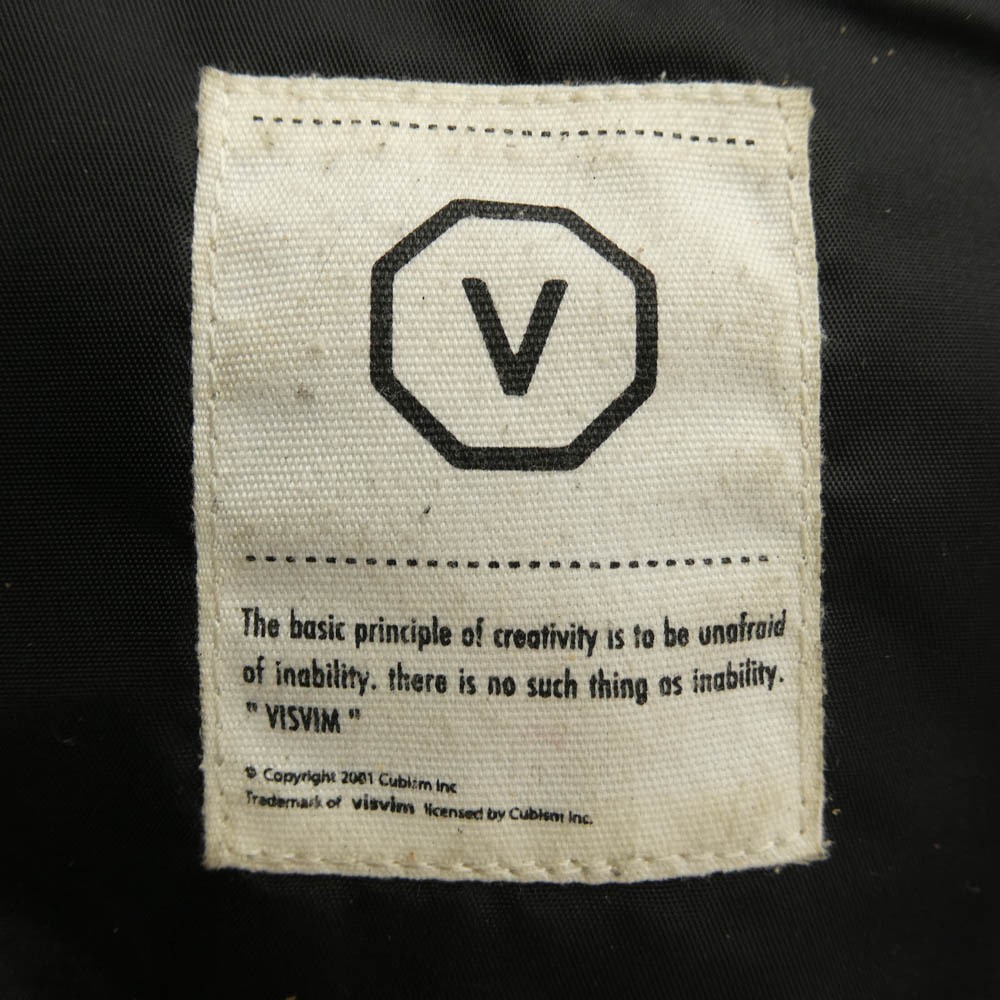 V
The basic principle of creativity is to be unafraid
of inability. there is no such thing as inability.
" VISVIM "
© Copyright 2001 Cubism Inc
Trademark of visvim licensed by Cubism Inc.